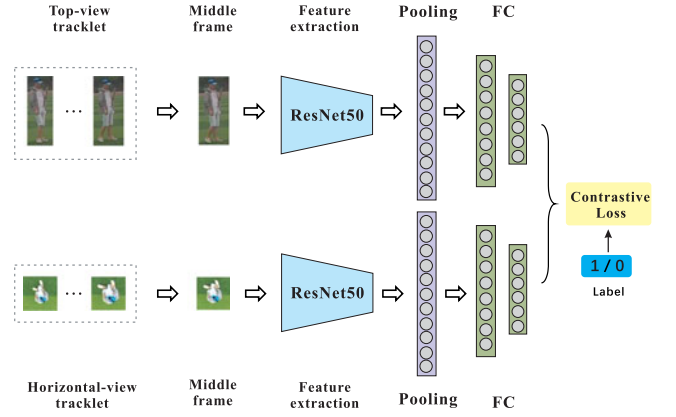 Top-view
tracklet
Middle
frame
Feature
extraction
Pooling
FC
...
ResNet50
Contrastive
Loss
1 / 0
Label
...
ResNet50
Horizontal-view
tracklet
Middle
frame
Feature
extraction
Pooling
FC